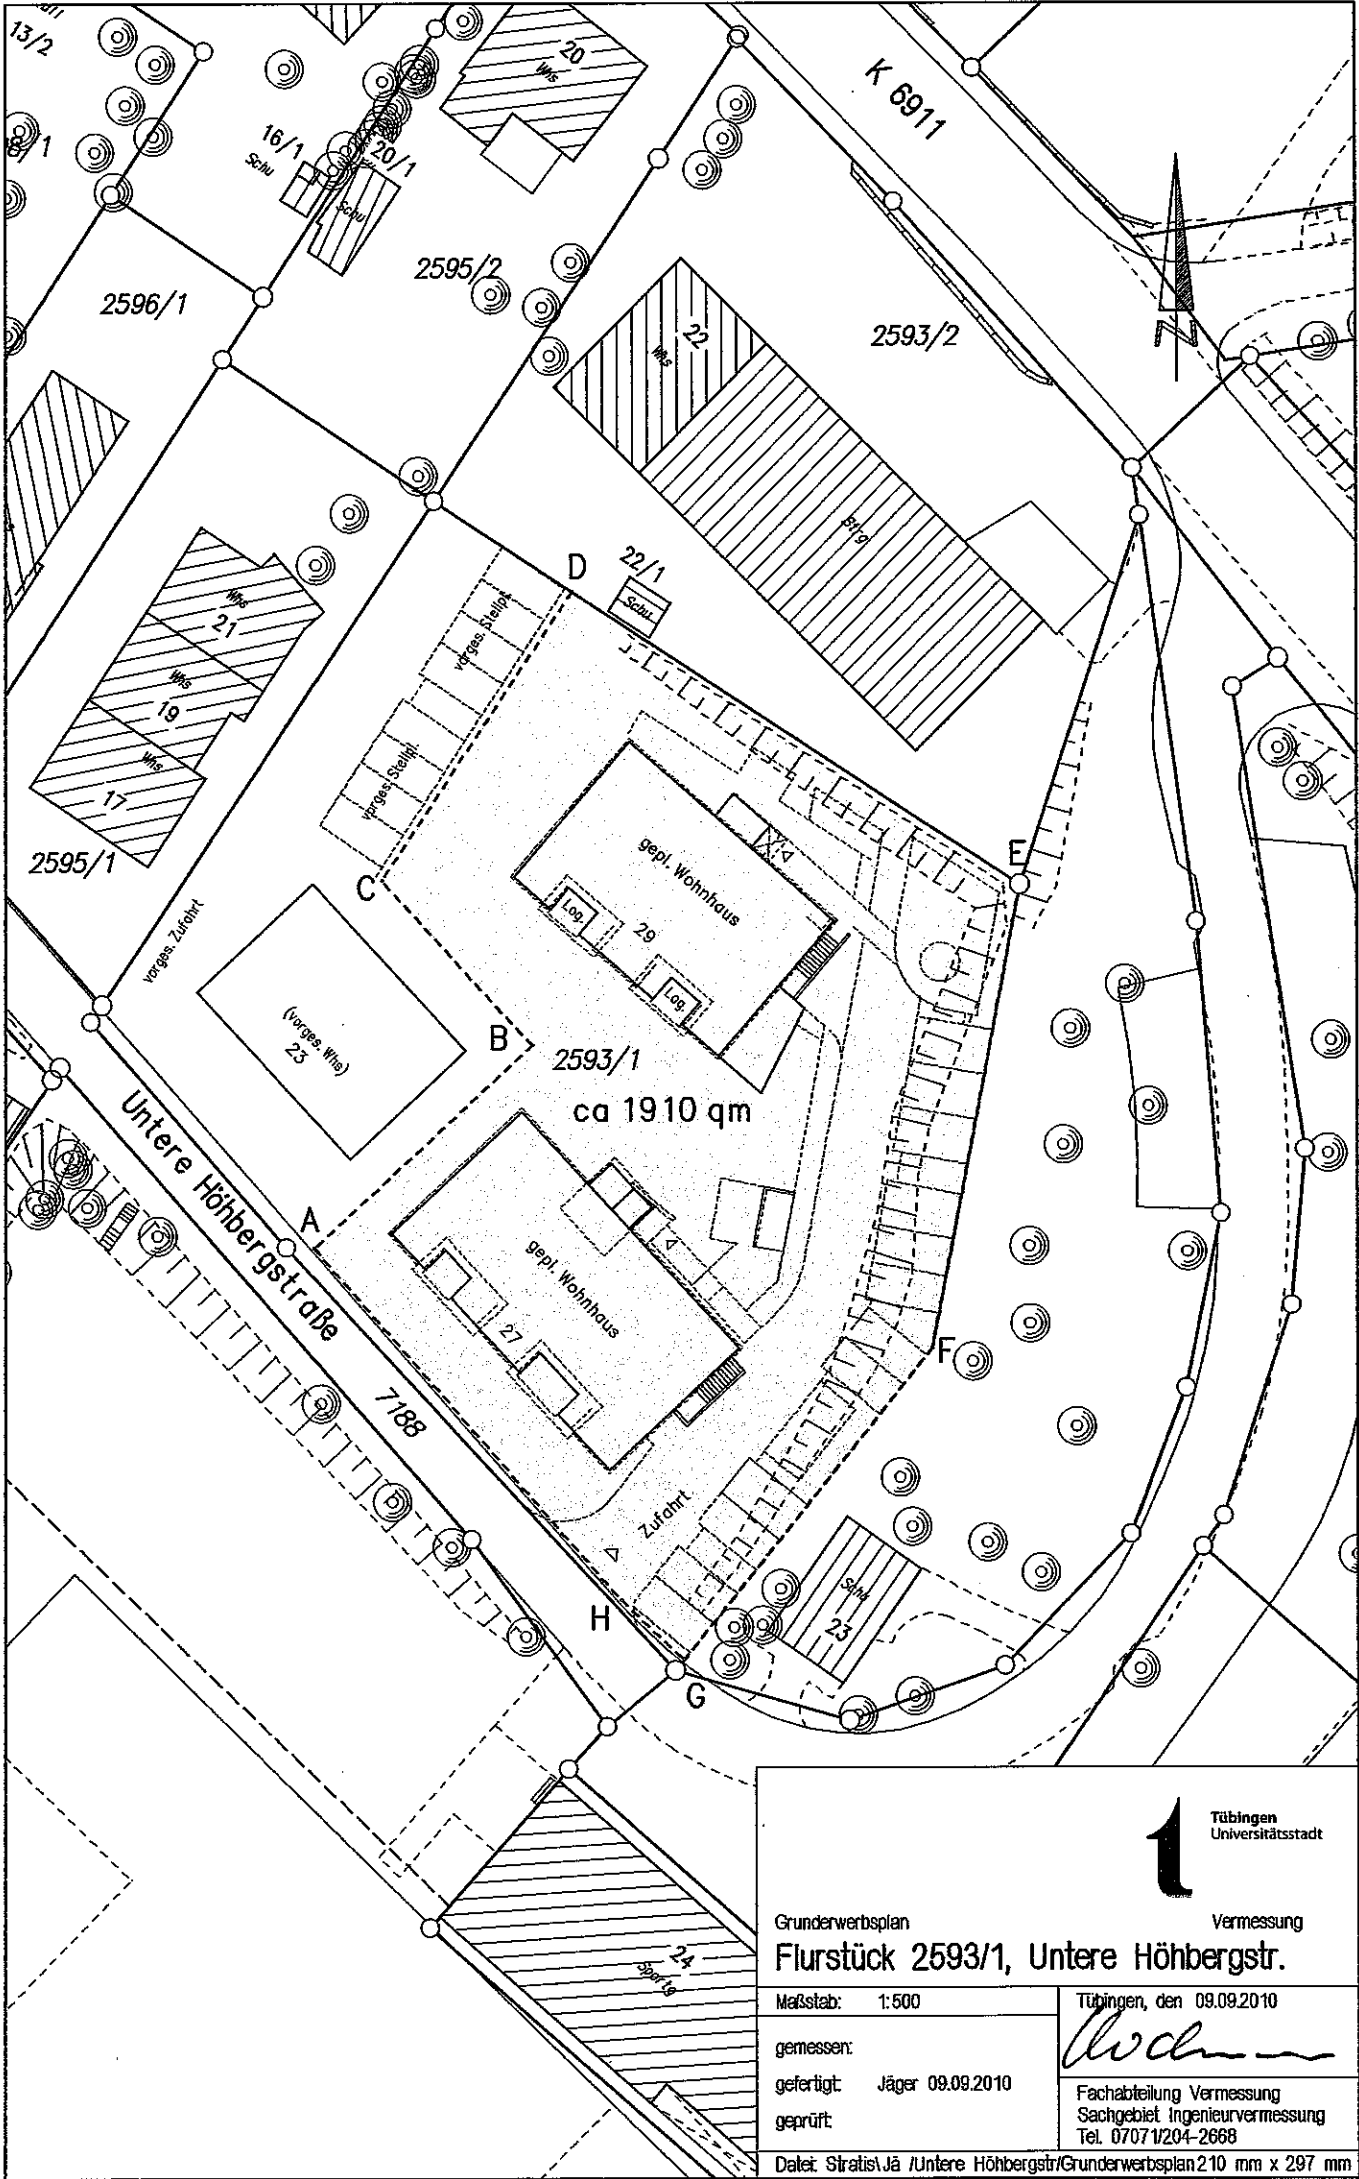 13/2
8/1
16/1
Schu
20/1
Schu
20
Whs
K 6911
2596/1
2595/2
22
Whs
2593/2
N
Btrg
22/1
Schu
D
vorges. Stellpl.
vorges. Stellpl.
Whs
21
Whs
19
Whs
17
2595/1
C
E
gepl. Wohnhaus
29
Log.
Log.
vorges. Zufahrt
(vorges. Whs)
23
B
2593/1
ca 1910 qm
Untere Höhbergstraße
7188
A
gepl. Wohnhaus
27
F
Zufahrt
H
G
Schb
23
24
Sportg
Tübingen
Universitätsstadt
Grunderwerbsplan
Vermessung
Flurstück 2593/1, Untere Höhbergstr.
Maßstab: 1:500
Tübingen, den 09.09.2010
gemessen:
gefertigt: Jäger 09.09.2010
geprüft:
Fachabteilung Vermessung
Sachgebiet Ingenieurvermessung
Tel. 07071/204-2668
Datei: Stratis\Jä /Untere Höhbergstr/Grunderwerbsplan 210 mm x 297 mm